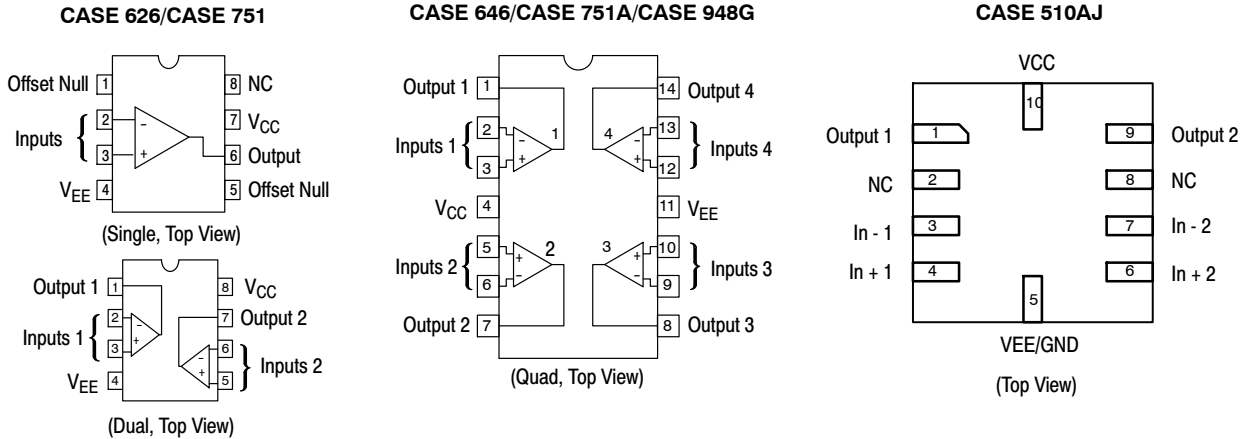 CASE 626/CASE 751
Offset Null 1
8 NC
Inputs
2
-
3
+
7 VCC
6 Output
VEE 4
5 Offset Null
(Single, Top View)
Output 1 1
8 VCC
Inputs 1
2
-
3
+
7 Output 2
6
-
5
+
Inputs 2
VEE 4
(Dual, Top View)
CASE 646/CASE 751A/CASE 948G
Output 1 1
14 Output 4
Inputs 1
2
-
3
+
1
4
13
-
12
+
Inputs 4
VCC 4
11 VEE
Inputs 2
5
+
6
-
2
3
10
+
9
-
Inputs 3
Output 2 7
8 Output 3
(Quad, Top View)
CASE 510AJ
VCC
10
Output 1 1
9 Output 2
NC 2
8 NC
In - 1 3
7 In - 2
In + 1 4
6 In + 2
5
VEE/GND
(Top View)